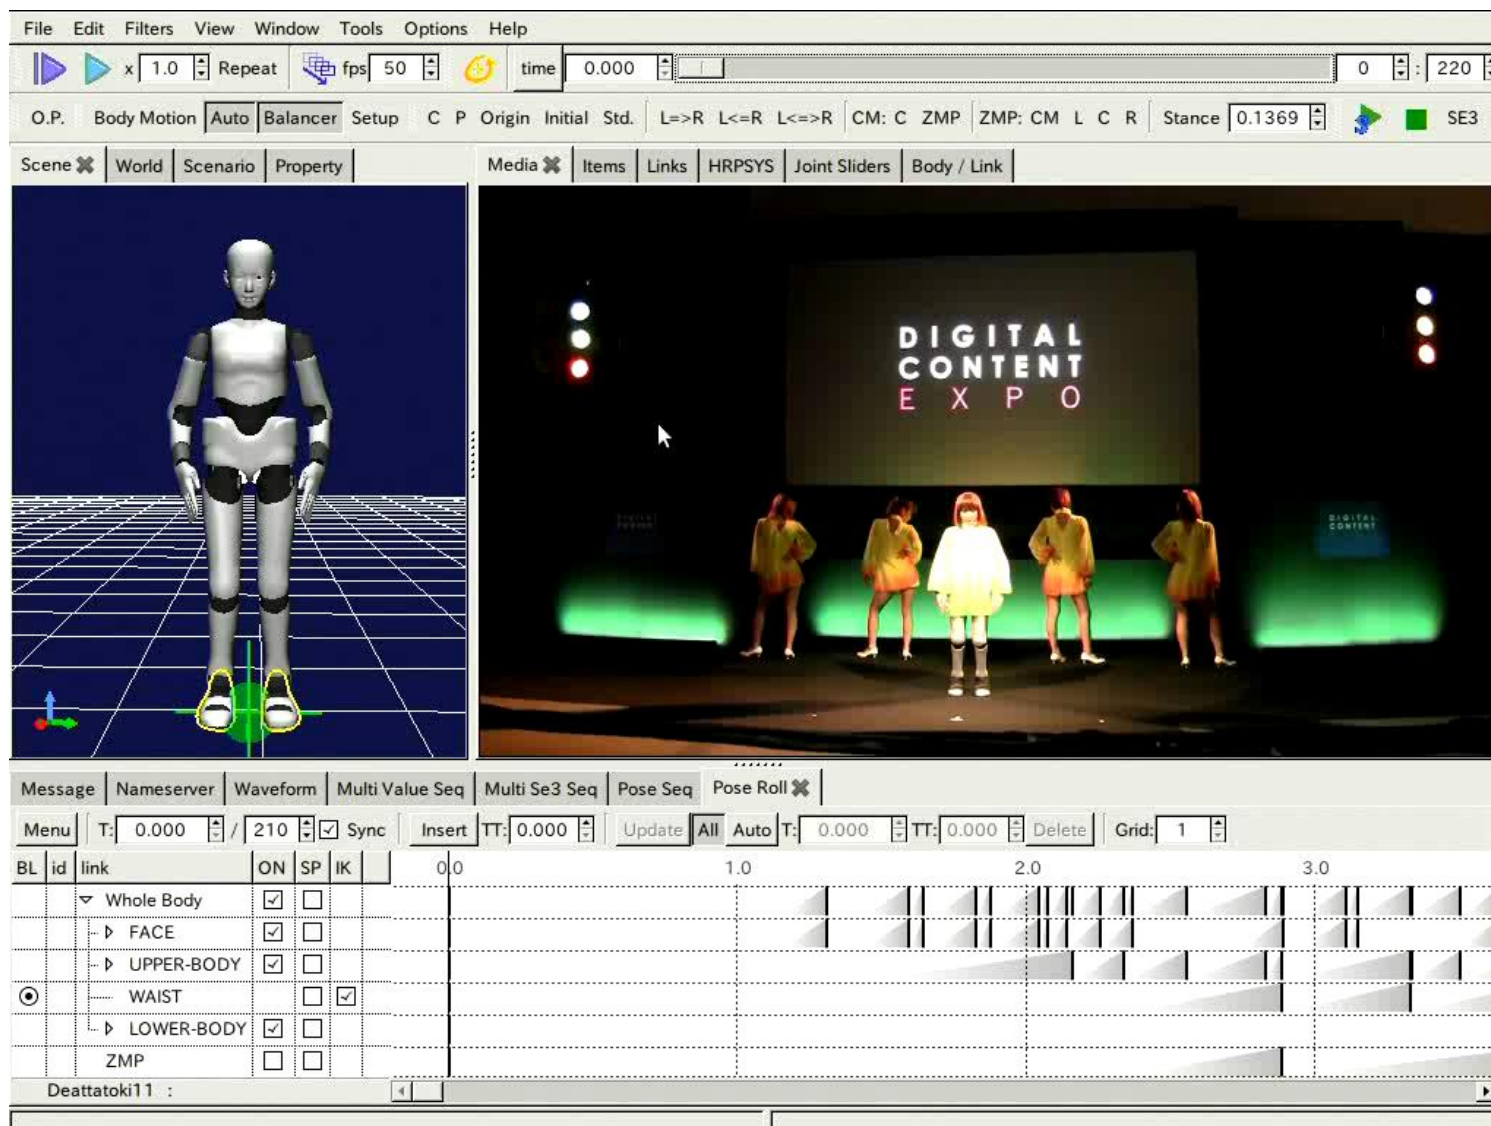 File Edit Filters View Window Tools Options Help
x 1.0 Repeat fps 50 time 0.000 0 : 220
O.P. Body Motion Auto Balancer Setup C P Origin Initial Std. L=>R L<=R L<=>R CM: C ZMP ZMP: CM L C R Stance 0.1369 SE3
Scene World Scenario Property Media Items Links HRPSYS Joint Sliders Body / Link
DIGITAL
CONTENT
EXPO
DIGITAL
CONTENT
Message Nameserver Waveform Multi Value Seq Multi Se3 Seq Pose Seq Pose Roll
Menu T: 0.000 / 210 Sync Insert TT: 0.000 Update All Auto T: 0.000 TT: 0.000 Delete Grid: 1
BL id link ON SP IK 0.0 1.0 2.0 3.0
Whole Body
FACE
UPPER-BODY
WAIST
LOWER-BODY
ZMP
Deattatoki11 :